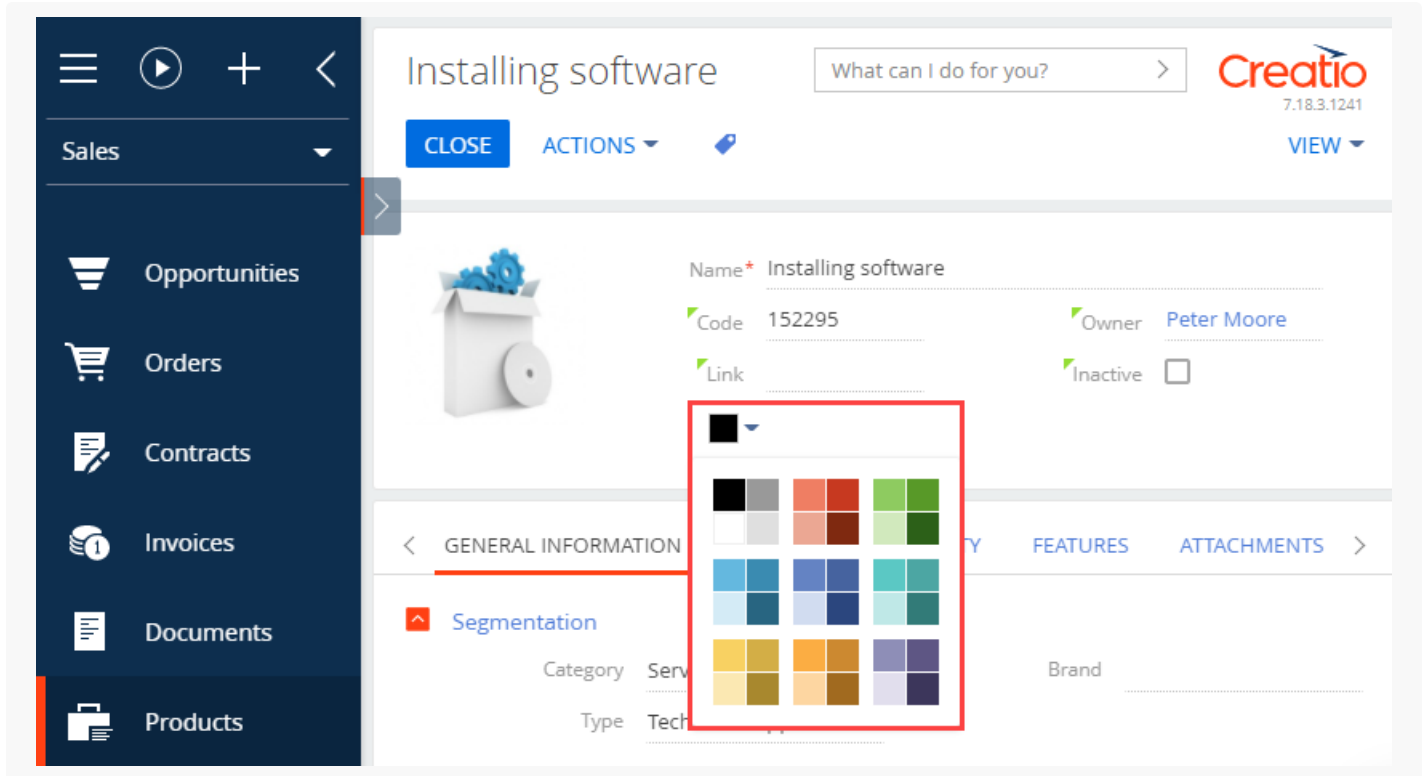 Installing software
What can I do for you?
Creatio
7.18.3.1241
Sales
CLOSE
ACTIONS
VIEW
Opportunities
Orders
Contracts
Invoices
1
Documents
Products
Name* Installing software
Code 152295
Owner Peter Moore
Link
Inactive
GENERAL INFORMATION
FEATURES
ATTACHMENTS
Segmentation
Category
Brand
Type